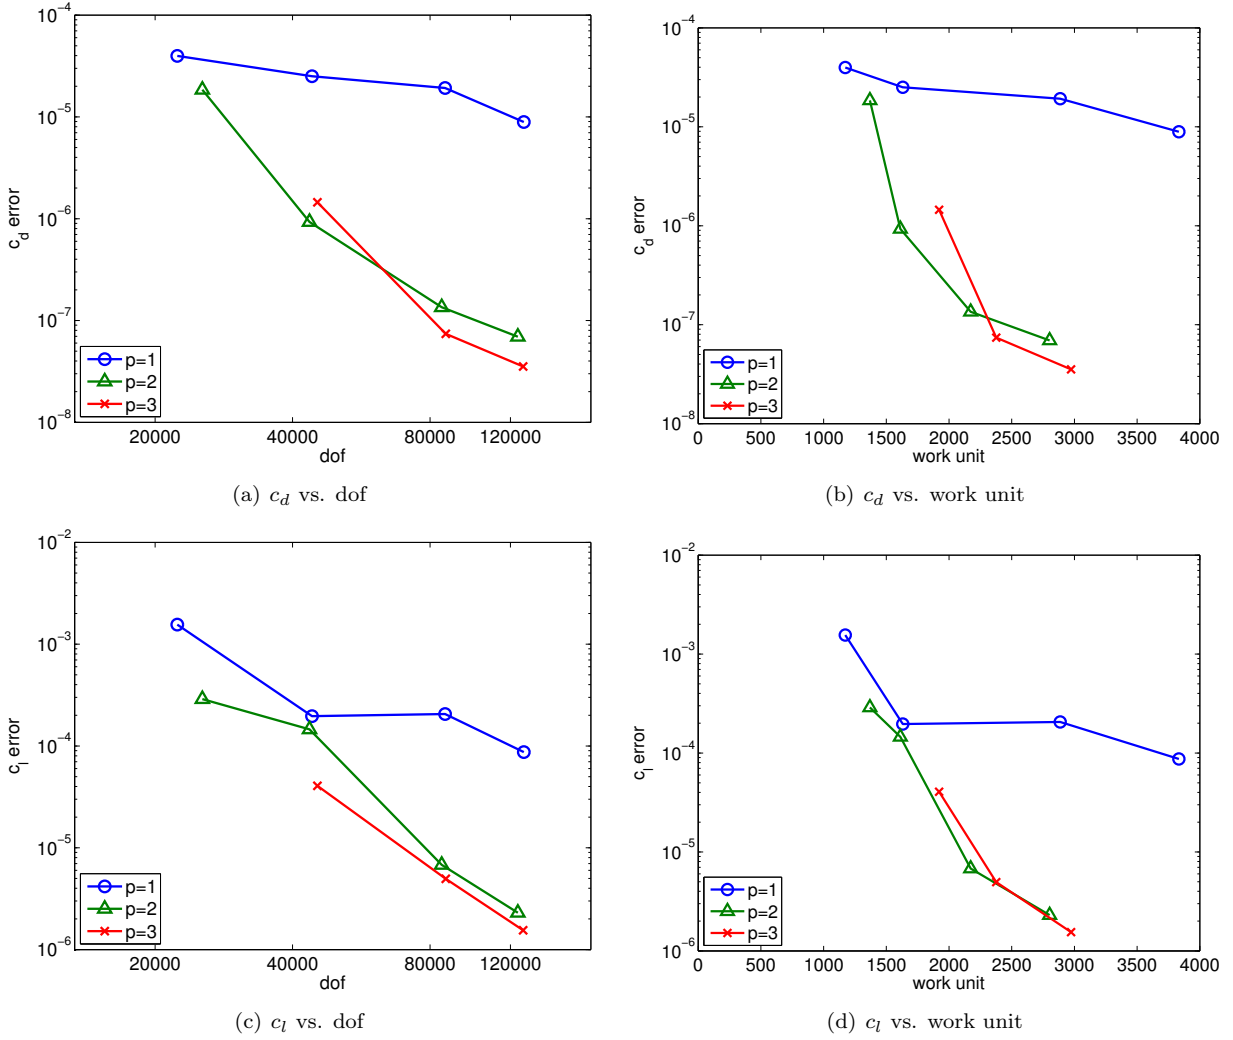 10−4
10−5
10−6
10−7
10−8
c_d error
p=1
p=2
p=3
20000 40000 80000 120000
dof
(a) c_d vs. dof
10−4
10−5
10−6
10−7
10−8
c_d error
p=1
p=2
p=3
0 500 1000 1500 2000 2500 3000 3500 4000
work unit
(b) c_d vs. work unit
10−2
10−3
10−4
10−5
10−6
c_l error
p=1
p=2
p=3
20000 40000 80000 120000
dof
(c) c_l vs. dof
10−2
10−3
10−4
10−5
10−6
c_l error
p=1
p=2
p=3
0 500 1000 1500 2000 2500 3000 3500 4000
work unit
(d) c_l vs. work unit